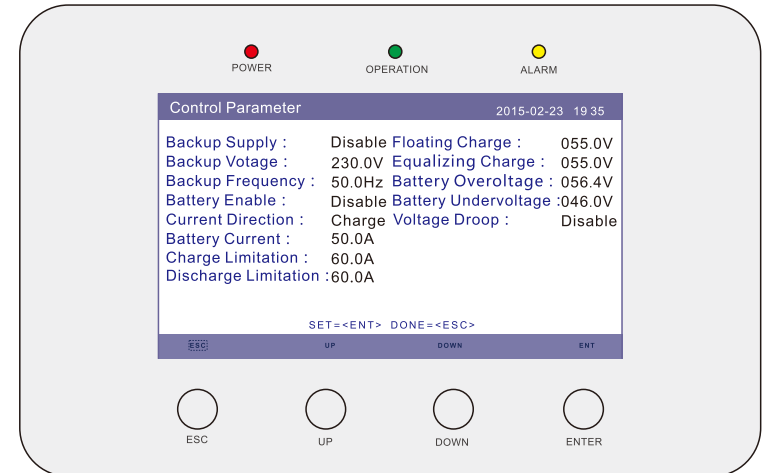 POWER OPERATION ALARM
Control Parameter 2015-02-23 19 35
Backup Supply : Disable Floating Charge : 055.0V
Backup Votage : 230.0V Equalizing Charge : 055.0V
Backup Frequency : 50.0Hz Battery Overoltage : 056.4V
Battery Enable : Disable Battery Undervoltage :046.0V
Current Direction : Charge Voltage Droop : Disable
Battery Current : 50.0A
Charge Limitation : 60.0A
Discharge Limitation :60.0A
SET=<ENT> DONE=<ESC>
ESC UP DOWN ENT
ESC UP DOWN ENTER